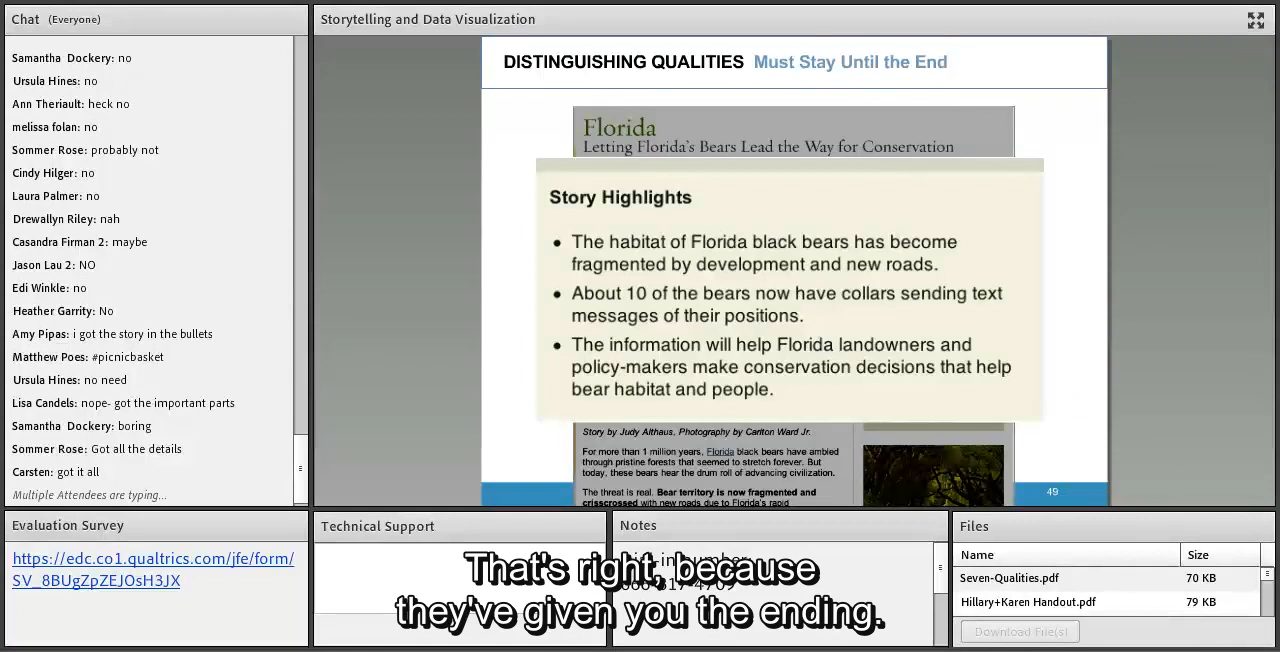 Chat (Everyone)
Samantha Dockery: no
Ursula Hines: no
Ann Theriault: heck no
melissa folan: no
Sommer Rose: probably not
Cindy Hilger: no
Laura Palmer: no
Drewallyn Riley: nah
Casandra Firman 2: maybe
Jason Lau 2: NO
Edi Winkle: no
Heather Garrity: No
Amy Pipas: i got the story in the bullets
Matthew Poes: #picnicbasket
Ursula Hines: no need
Lisa Candels: nope- got the important parts
Samantha Dockery: boring
Sommer Rose: Got all the details
Carsten: got it all
Multiple Attendees are typing...
Storytelling and Data Visualization
DISTINGUISHING QUALITIES Must Stay Until the End
Florida
Letting Florida's Bears Lead the Way for Conservation
Story Highlights
• The habitat of Florida black bears has become
fragmented by development and new roads.
• About 10 of the bears now have collars sending text
messages of their positions.
• The information will help Florida landowners and
policy-makers make conservation decisions that help
bear habitat and people.
Story by Judy Althaus, Photography by Carlton Ward Jr.
For more than 1 million years, Florida black bears have ambled
through pristine forests that seemed to stretch forever. But
today, these bears hear the drum roll of advancing civilization.
The threat is real. Bear territory is now fragmented and
crisscrossed with new roads due to Florida's rapid
49
Evaluation Survey
https://edc.co1.qualtrics.com/jfe/form/
SV_8BUgZpZEJOsH3JX
Technical Support
Notes
Files
Name Size
Seven-Qualities.pdf 70 KB
Hillary+Karen Handout.pdf 79 KB
Download File(s)
That's right, because
they've given you the ending.